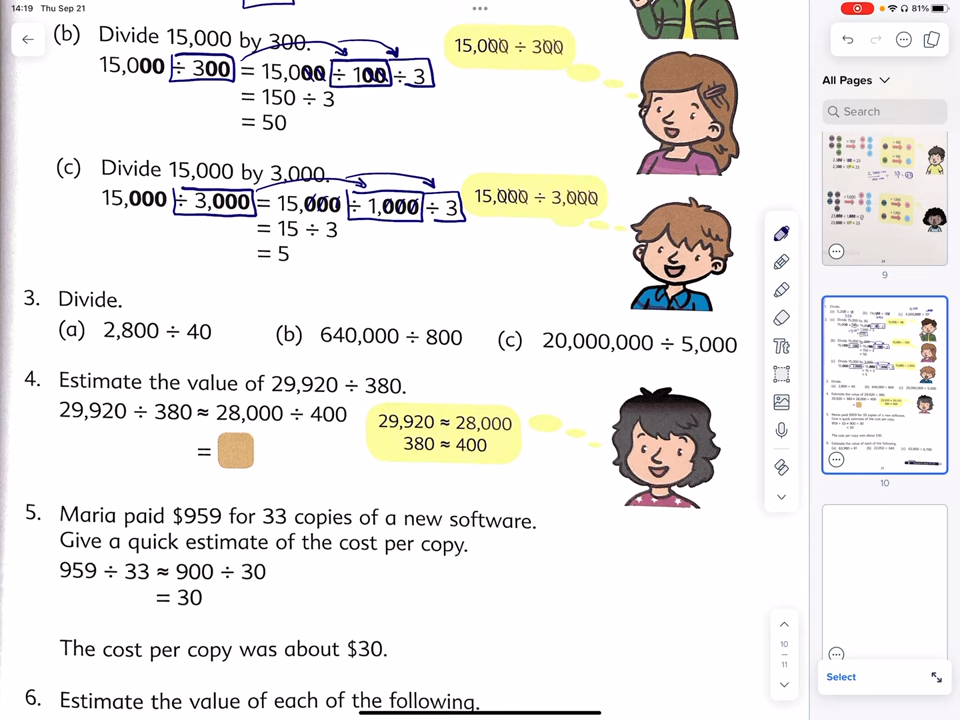 14:19 Thu Sep 21
81%
(b) Divide 15,000 by 300.
15,000 ÷ 300 = 15,000 ÷ 100 ÷ 3
= 150 ÷ 3
= 50
15,000 ÷ 300
(c) Divide 15,000 by 3,000.
15,000 ÷ 3,000 = 15,000 ÷ 1,000 ÷ 3
= 15 ÷ 3
= 5
15,000 ÷ 3,000
3. Divide.
(a) 2,800 ÷ 40 (b) 640,000 ÷ 800 (c) 20,000,000 ÷ 5,000
4. Estimate the value of 29,920 ÷ 380.
29,920 ÷ 380 ≈ 28,000 ÷ 400
=
29,920 ≈ 28,000
380 ≈ 400
5. Maria paid $959 for 33 copies of a new software.
Give a quick estimate of the cost per copy.
959 ÷ 33 ≈ 900 ÷ 30
= 30
The cost per copy was about $30.
6. Estimate the value of each of the following.
Tt
10
11
All Pages
Search
9
10
Select